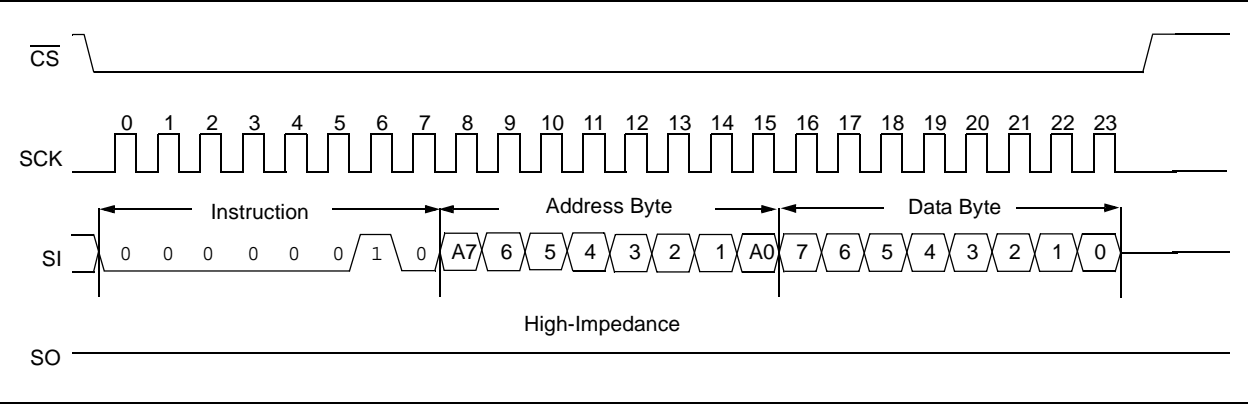 CS
0 1 2 3 4 5 6 7 8 9 10 11 12 13 14 15 16 17 18 19 20 21 22 23
SCK
Instruction Address Byte Data Byte
SI 0 0 0 0 0 0 1 0 A7 6 5 4 3 2 1 A0 7 6 5 4 3 2 1 0
High-Impedance
SO